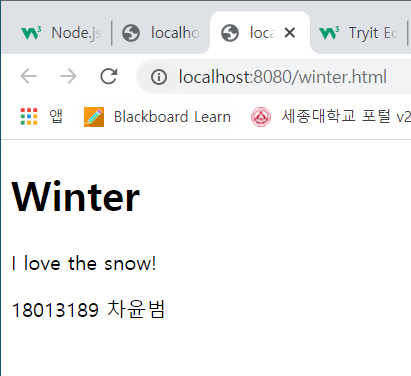 Node.js
localho
loca
Tryit Ed
localhost:8080/winter.html
앱
Blackboard Learn
세종대학교 포털 v2
Winter
I love the snow!
18013189 차윤범